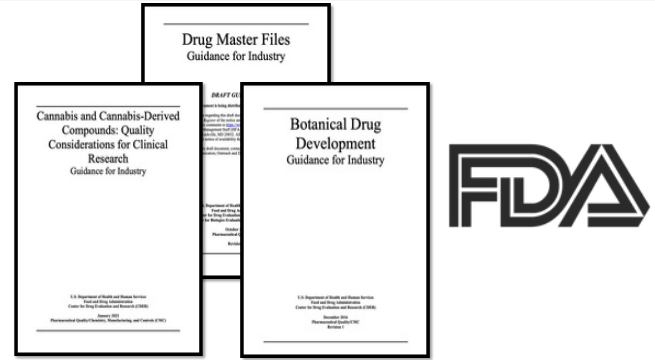 Drug Master Files
Guidance for Industry
DRAFT GU
Cannabis and Cannabis-Derived
Compounds: Quality
Considerations for Clinical
Research
Guidance for Industry
U.S. Department of Health and Human Services
Food and Drug Administration
Center for Drug Evaluation and Research (CDER)
January 2023
Pharmaceutical Quality/Chemistry, Manufacturing, and Controls (CMC)
Botanical Drug
Development
Guidance for Industry
U.S. Department of Health and Human Services
Food and Drug Administration
Center for Drug Evaluation and Research (CDER)
December 2016
Pharmaceutical Quality/CMC
Revision 1
FDA